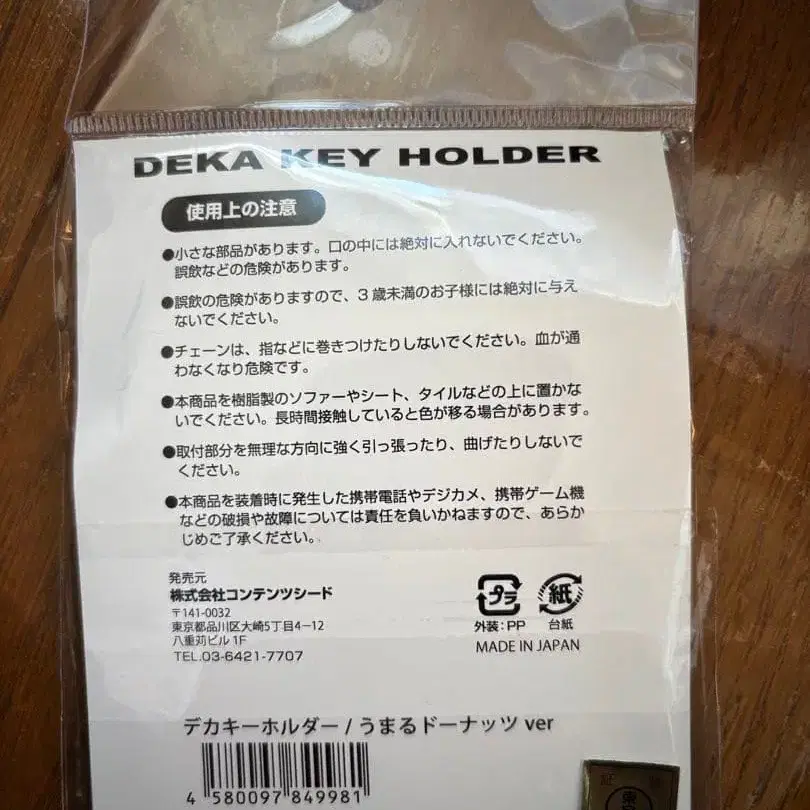 DEKA KEY HOLDER
使用上の注意
●小さな部品があります。口の中には絶対に入れないでください。
誤飲などの危険があります。
●誤飲の危険がありますので、3歳未満のお子様には絶対に与え
ないでください。
●チェーンは、指などに巻きつけたりしないでください。血が通
わなくなり危険です。
●本商品を樹脂製のソファーやシート、タイルなどの上に置かな
いでください。長時間接触していると色が移る場合があります。
●取付部分を無理な方向に強く引っ張ったり、曲げたりしないで
ください。
●本商品を装着時に発生した携帯電話やデジカメ、携帯ゲーム機
などの破損や故障については責任を負いかねますので、あらか
じめご了承ください。
発売元
株式会社コンテンツシード
〒141-0032
東京都品川区大崎5丁目4-12
八重苅ビル1F
TEL.03-6421-7707
プラ
紙
外装:PP
台紙
MADE IN JAPAN
デカキーホルダー / うまるドーナッツ ver
4 580097 849981
証